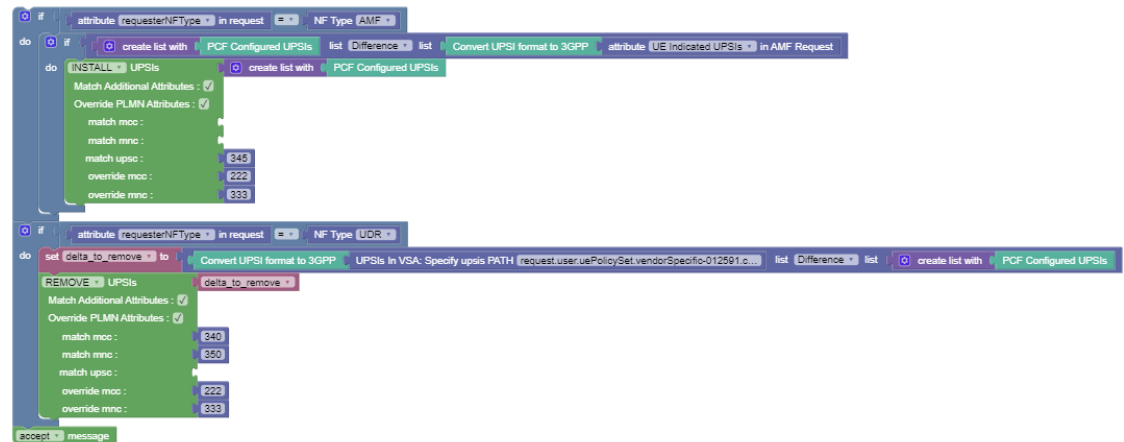 if attribute requesterNFType in request = NF Type AMF
do if create list with PCF Configured UPSIs list Difference list Convert UPSI format to 3GPP attribute UE Indicated UPSIs in AMF Request
do INSTALL UPSIs create list with PCF Configured UPSIs
Match Additional Attributes :
Override PLMN Attributes :
match mcc :
match mnc :
match upsc : 345
override mcc : 222
override mnc : 333
if attribute requesterNFType in request = NF Type UDR
do set delta_to_remove to Convert UPSI format to 3GPP UPSIs In VSA: Specify upsis PATH request.user.uePolicySet.vendorSpecific-012591.c... list Difference list create list with PCF Configured UPSIs
REMOVE UPSIs delta_to_remove
Match Additional Attributes :
Override PLMN Attributes :
match mcc : 340
match mnc : 350
match upsc :
override mcc : 222
override mnc : 333
accept message